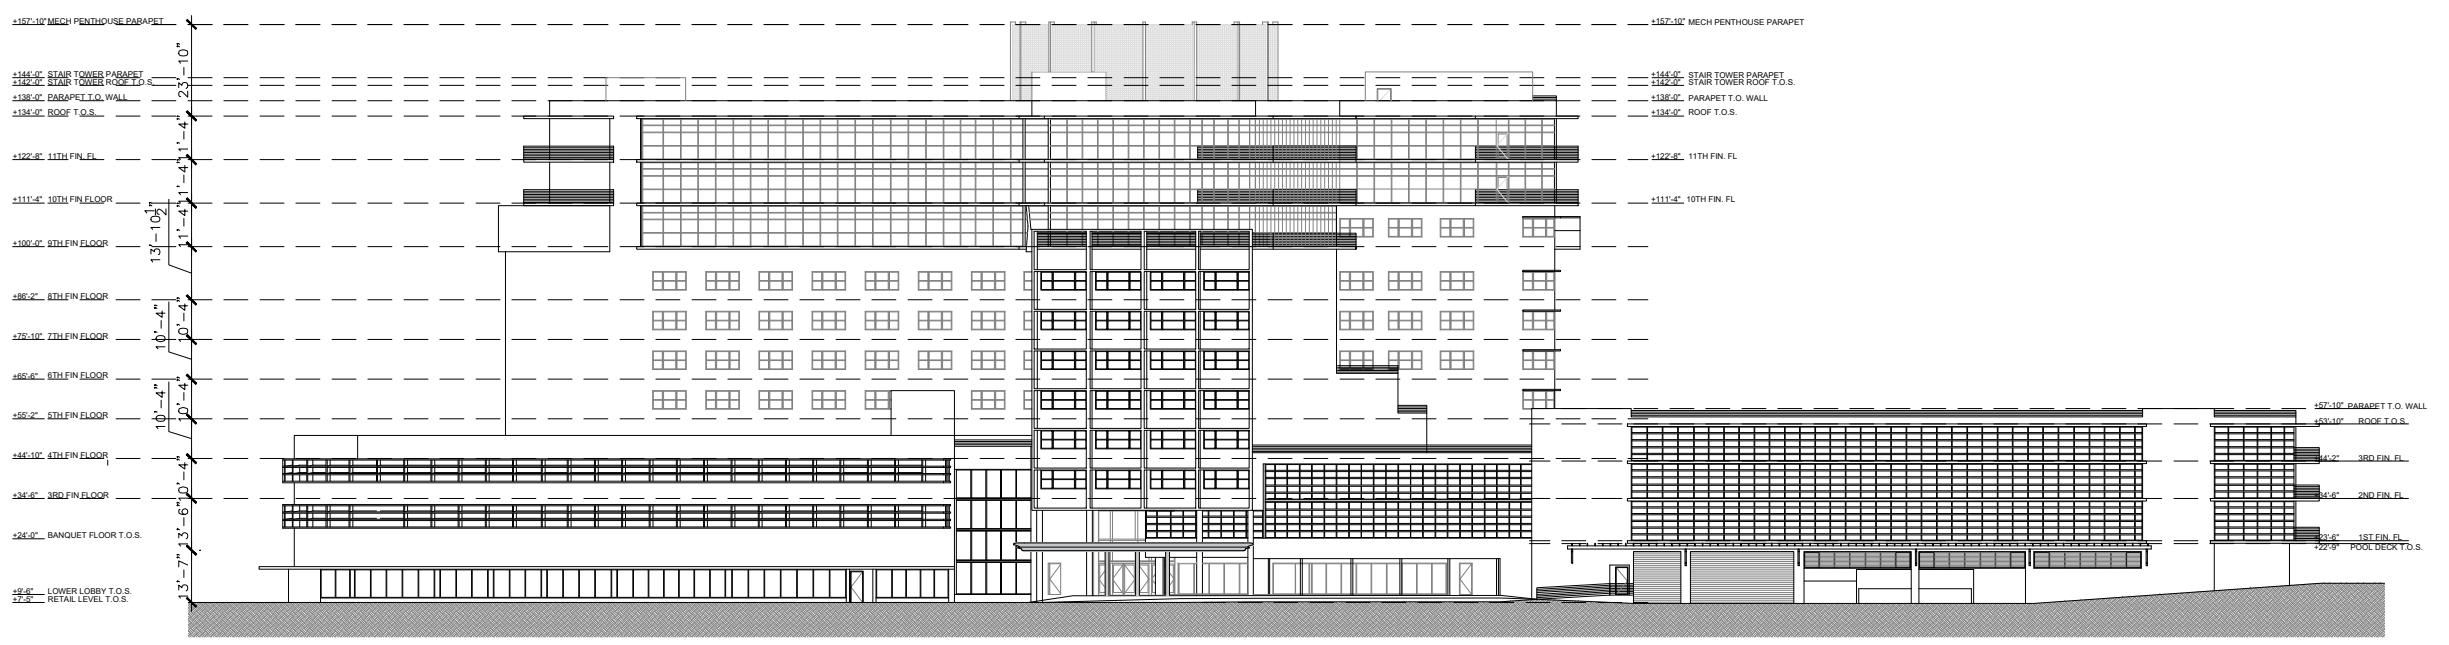 +157'-10" MECH PENTHOUSE PARAPET
+144'-0" STAIR TOWER PARAPET
+142'-0" STAIR TOWER ROOF T.O.S.
+138'-0" PARAPET T.O. WALL
+134'-0" ROOF T.O.S.
+122'-8" 11TH FIN. FL
+111'-4" 10TH FIN FLOOR
+100'-0" 9TH FIN FLOOR
+86'-2" 8TH FIN FLOOR
+75'-10" 7TH FIN FLOOR
+65'-6" 6TH FIN FLOOR
+55'-2" 5TH FIN FLOOR
+44'-10" 4TH FIN FLOOR
+34'-6" 3RD FIN FLOOR
+24'-0" BANQUET FLOOR T.O.S.
+9'-6" LOWER LOBBY T.O.S.
+7'-5" RETAIL LEVEL T.O.S.
23'-10"
11'-4"
11'-4"
11'-4"
13'-10 1/2"
10'-4"
10'-4"
10'-4"
10'-4"
10'-4"
13'-6"
13'-7"
+157'-10" MECH PENTHOUSE PARAPET
+144'-0" STAIR TOWER PARAPET
+142'-0" STAIR TOWER ROOF T.O.S.
+138'-0" PARAPET T.O. WALL
+134'-0" ROOF T.O.S.
+122'-8" 11TH FIN. FL
+111'-4" 10TH FIN. FL
+57'-10" PARAPET T.O. WALL
+53'-10" ROOF T.O.S.
+44'-2" 3RD FIN. FL
+34'-6" 2ND FIN. FL
+23'-6" 1ST FIN. FL
+22'-9" POOL DECK T.O.S.